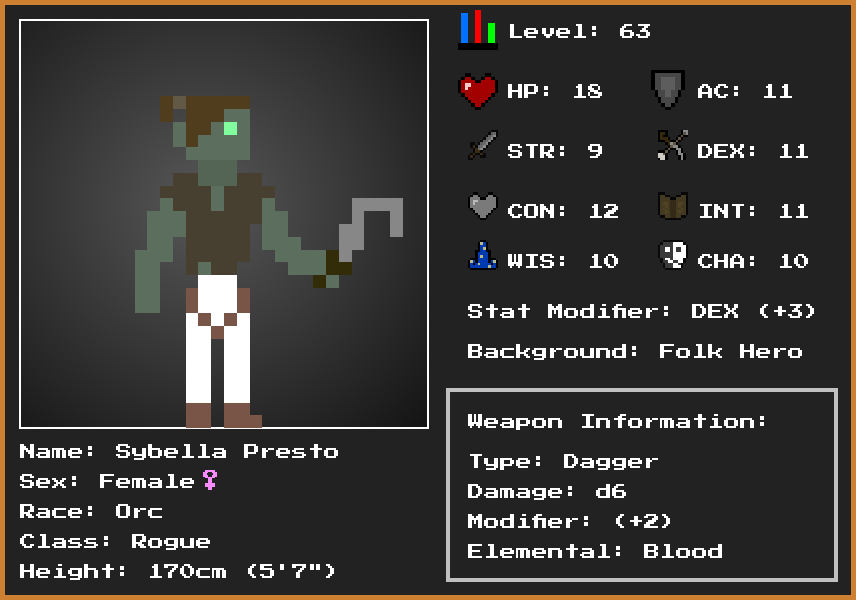 Level: 63
HP: 18 AC: 11
STR: 9 DEX: 11
CON: 12 INT: 11
WIS: 10 CHA: 10
Stat Modifier: DEX (+3)
Background: Folk Hero
Weapon Information:
Type: Dagger
Damage: d6
Modifier: (+2)
Elemental: Blood
Name: Sybella Presto
Sex: Female♀
Race: Orc
Class: Rogue
Height: 170cm (5'7")